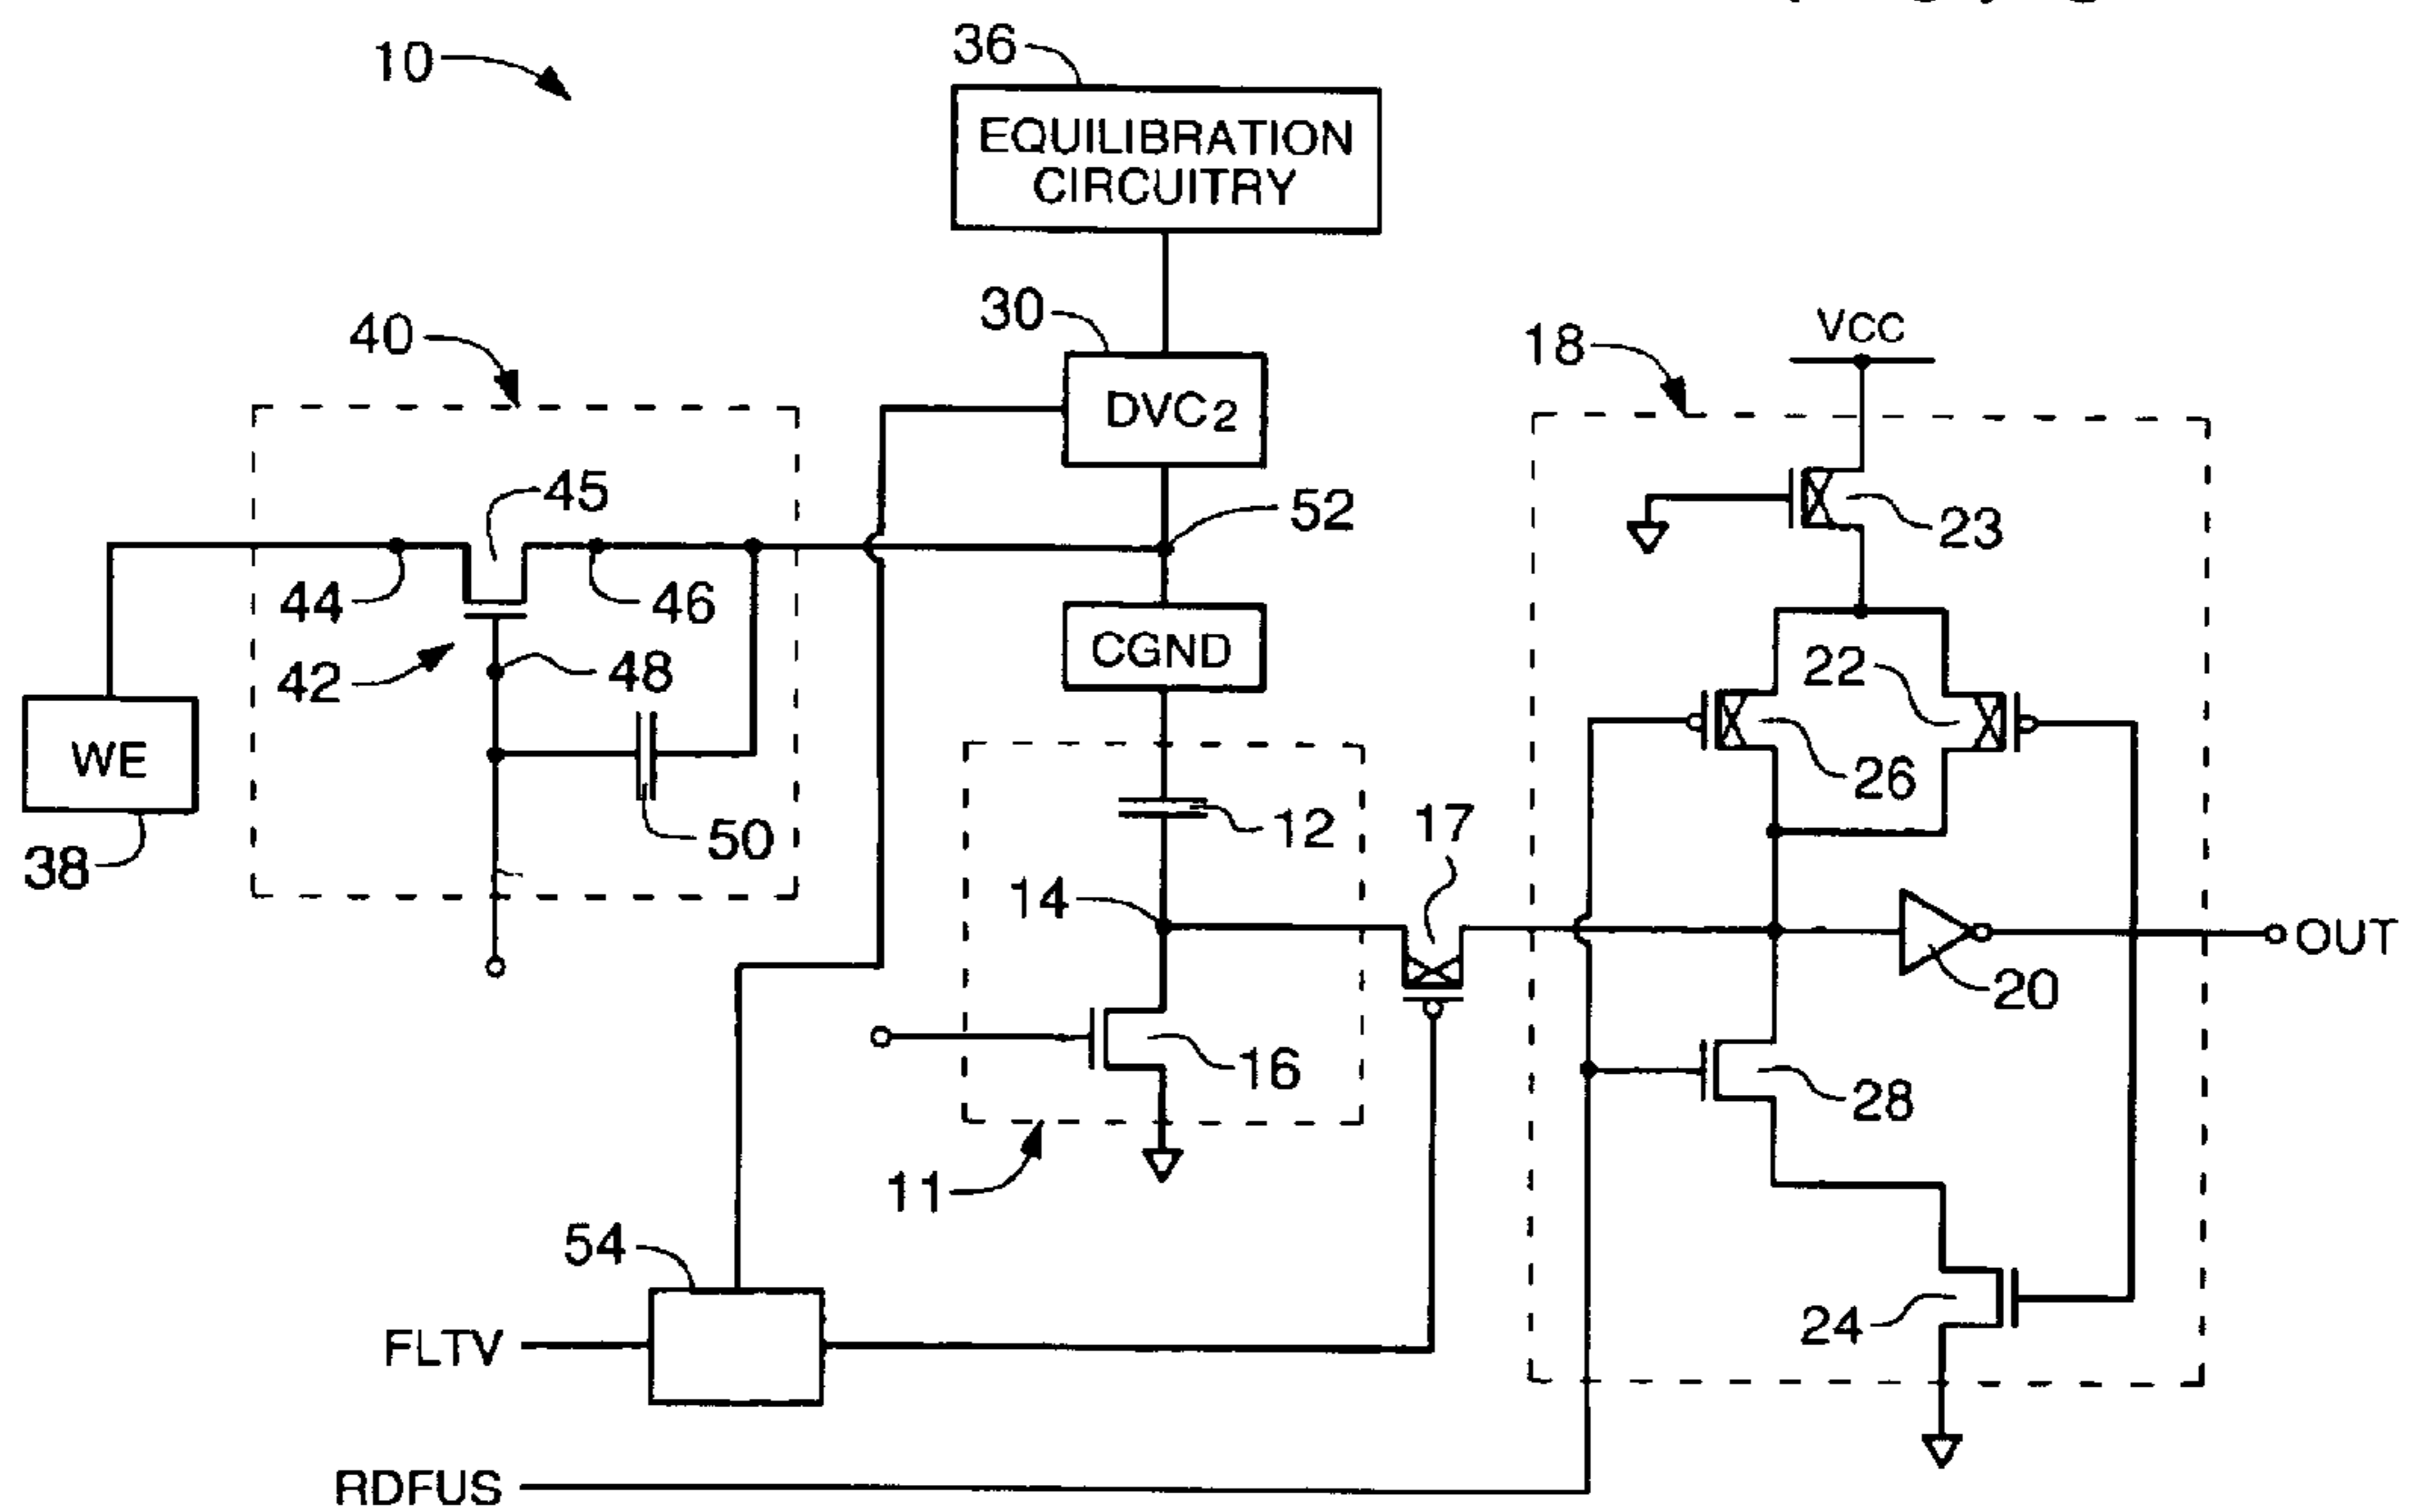 10
36
EQUILIBRATION
CIRCUITRY
30
DVC2
40
18
VCC
45
52
23
44
46
CGND
42
48
22
26
WE
38
50
12
17
14
OUT
20
16
28
11
54
24
FLTV
RDFUS